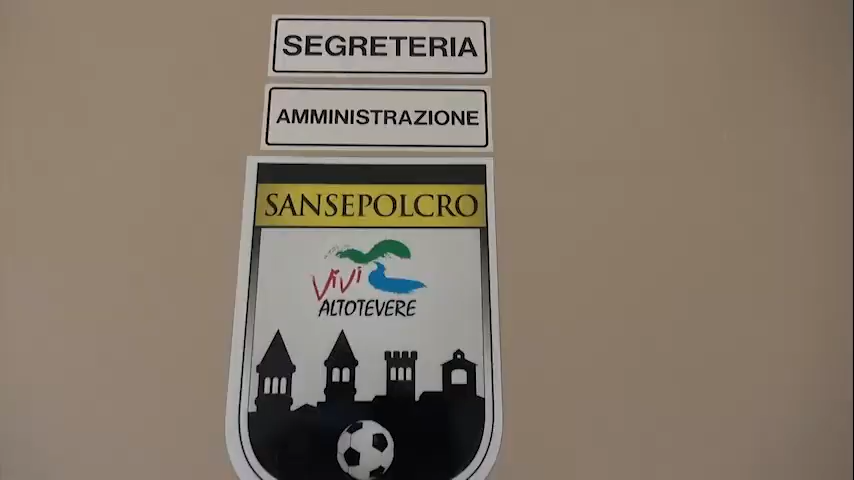 SEGRETERIA
AMMINISTRAZIONE
SANSEPOLCRO
ViVi
ALTOTEVERE